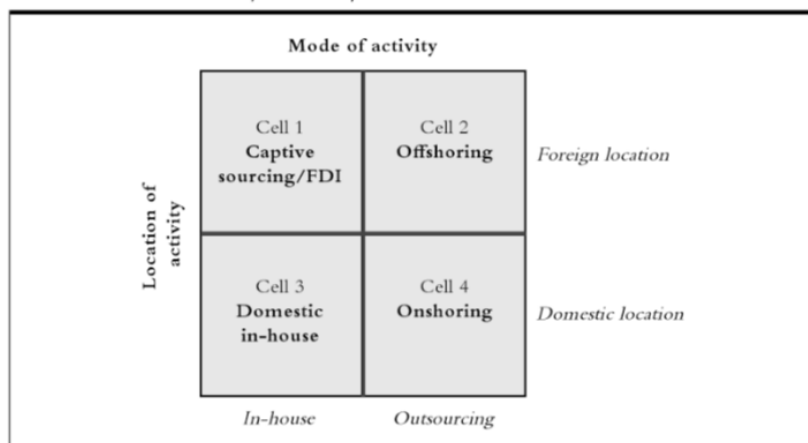 Mode of activity
Cell 1
Captive
sourcing/FDI
Cell 2
Offshoring
Foreign location
Location of
activity
Cell 3
Domestic
in-house
Cell 4
Onshoring
Domestic location
In-house
Outsourcing